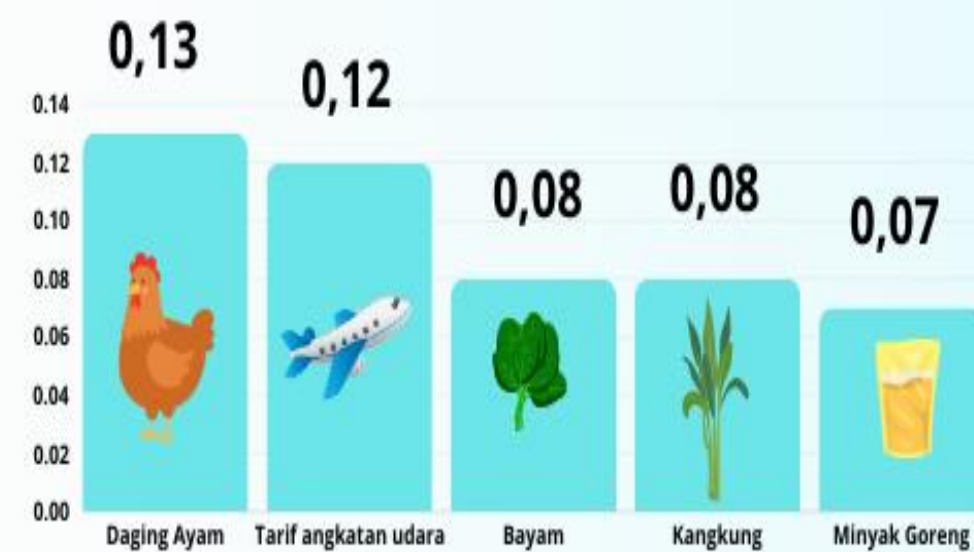 0,13
0,12
0,08
0,08
0,07
0.14
0.12
0.10
0.08
0.06
0.04
0.02
0.00
Daging Ayam
Tarif angkatan udara
Bayam
Kangkung
Minyak Goreng